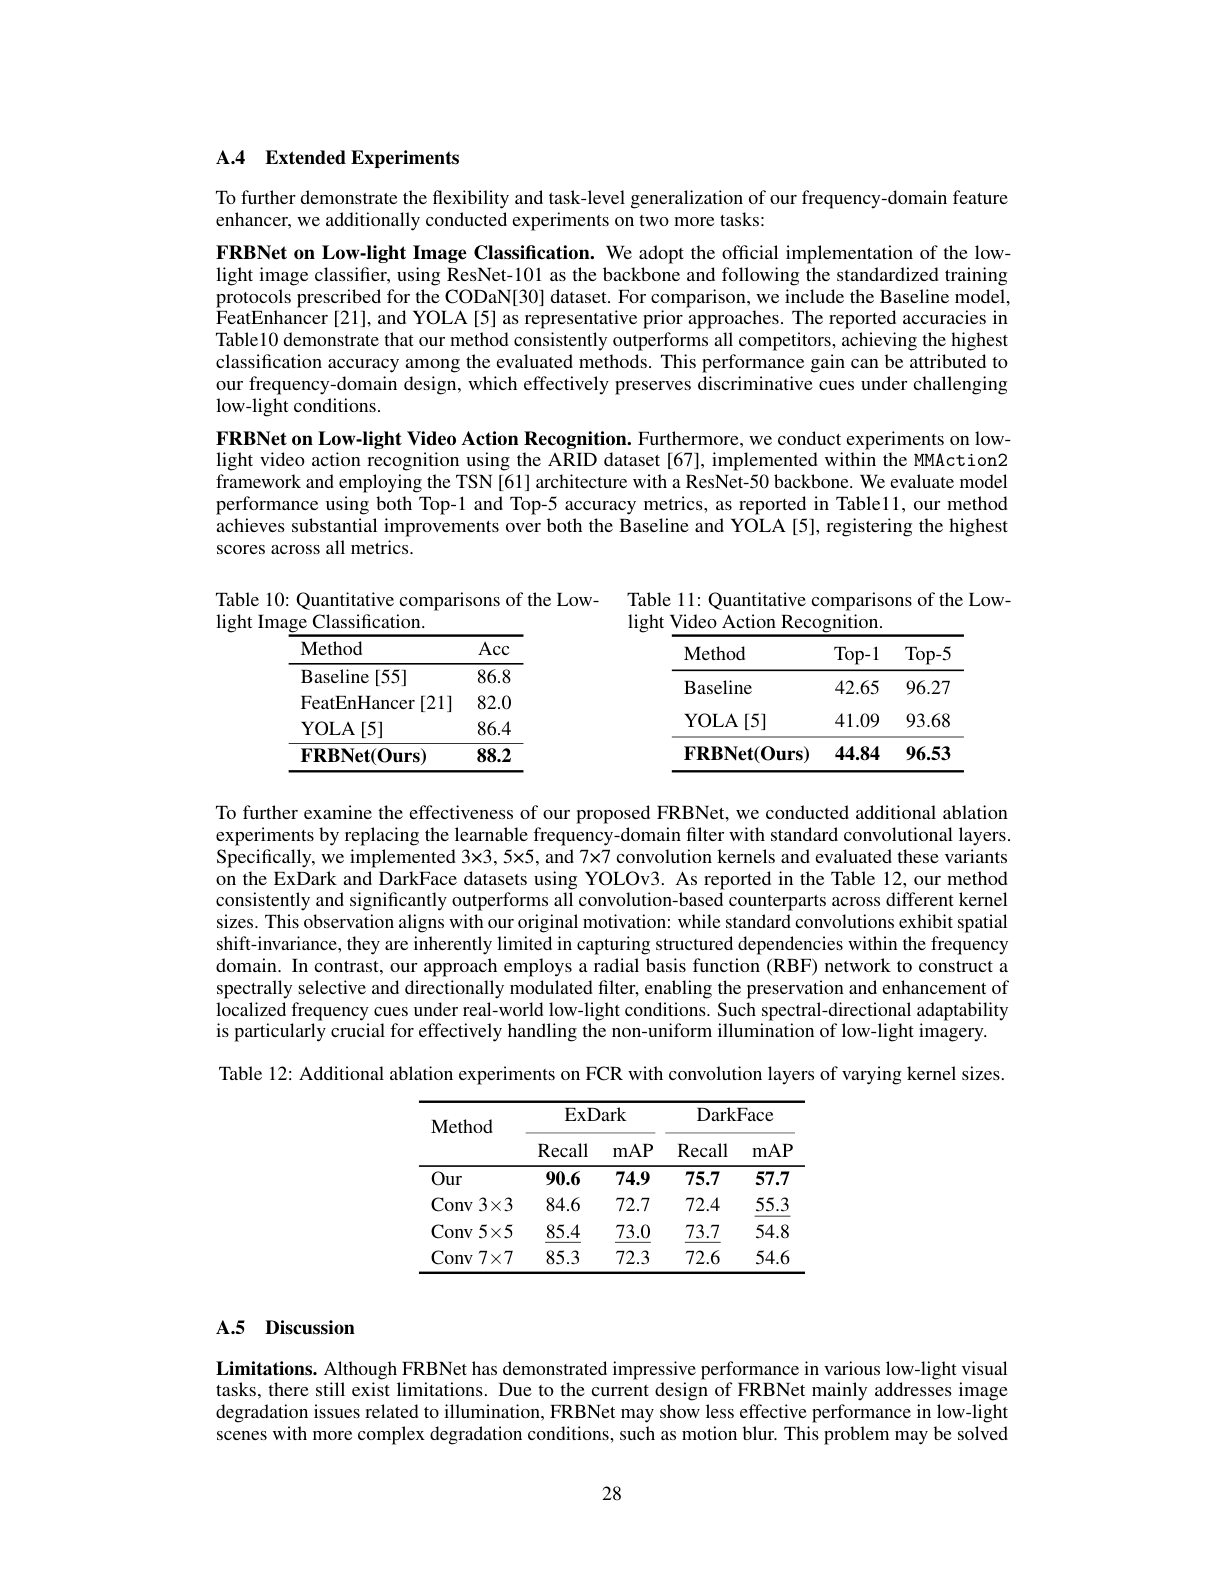 A.4 Extended Experiments
To further demonstrate the flexibility and task-level generalization of our frequency-domain feature
enhancer, we additionally conducted experiments on two more tasks:
FRBNet on Low-light Image Classification. We adopt the official implementation of the low-
light image classifier, using ResNet-101 as the backbone and following the standardized training
protocols prescribed for the CODaN[30] dataset. For comparison, we include the Baseline model,
FeatEnhancer [21], and YOLA [5] as representative prior approaches. The reported accuracies in
Table10 demonstrate that our method consistently outperforms all competitors, achieving the highest
classification accuracy among the evaluated methods. This performance gain can be attributed to
our frequency-domain design, which effectively preserves discriminative cues under challenging
low-light conditions.
FRBNet on Low-light Video Action Recognition. Furthermore, we conduct experiments on low-
light video action recognition using the ARID dataset [67], implemented within the MMAction2
framework and employing the TSN [61] architecture with a ResNet-50 backbone. We evaluate model
performance using both Top-1 and Top-5 accuracy metrics, as reported in Table11, our method
achieves substantial improvements over both the Baseline and YOLA [5], registering the highest
scores across all metrics.
Table 10: Quantitative comparisons of the Low-
light Image Classification.
Method Acc
Baseline [55] 86.8
FeatEnHancer [21] 82.0
YOLA [5] 86.4
FRBNet(Ours) 88.2
Table 11: Quantitative comparisons of the Low-
light Video Action Recognition.
Method Top-1 Top-5
Baseline 42.65 96.27
YOLA [5] 41.09 93.68
FRBNet(Ours) 44.84 96.53
To further examine the effectiveness of our proposed FRBNet, we conducted additional ablation
experiments by replacing the learnable frequency-domain filter with standard convolutional layers.
Specifically, we implemented 3×3, 5×5, and 7×7 convolution kernels and evaluated these variants
on the ExDark and DarkFace datasets using YOLOv3. As reported in the Table 12, our method
consistently and significantly outperforms all convolution-based counterparts across different kernel
sizes. This observation aligns with our original motivation: while standard convolutions exhibit spatial
shift-invariance, they are inherently limited in capturing structured dependencies within the frequency
domain. In contrast, our approach employs a radial basis function (RBF) network to construct a
spectrally selective and directionally modulated filter, enabling the preservation and enhancement of
localized frequency cues under real-world low-light conditions. Such spectral-directional adaptability
is particularly crucial for effectively handling the non-uniform illumination of low-light imagery.
Table 12: Additional ablation experiments on FCR with convolution layers of varying kernel sizes.
Method ExDark DarkFace
Recall mAP Recall mAP
Our 90.6 74.9 75.7 57.7
Conv 3×3 84.6 72.7 72.4 55.3
Conv 5×5 85.4 73.0 73.7 54.8
Conv 7×7 85.3 72.3 72.6 54.6
A.5 Discussion
Limitations. Although FRBNet has demonstrated impressive performance in various low-light visual
tasks, there still exist limitations. Due to the current design of FRBNet mainly addresses image
degradation issues related to illumination, FRBNet may show less effective performance in low-light
scenes with more complex degradation conditions, such as motion blur. This problem may be solved
28